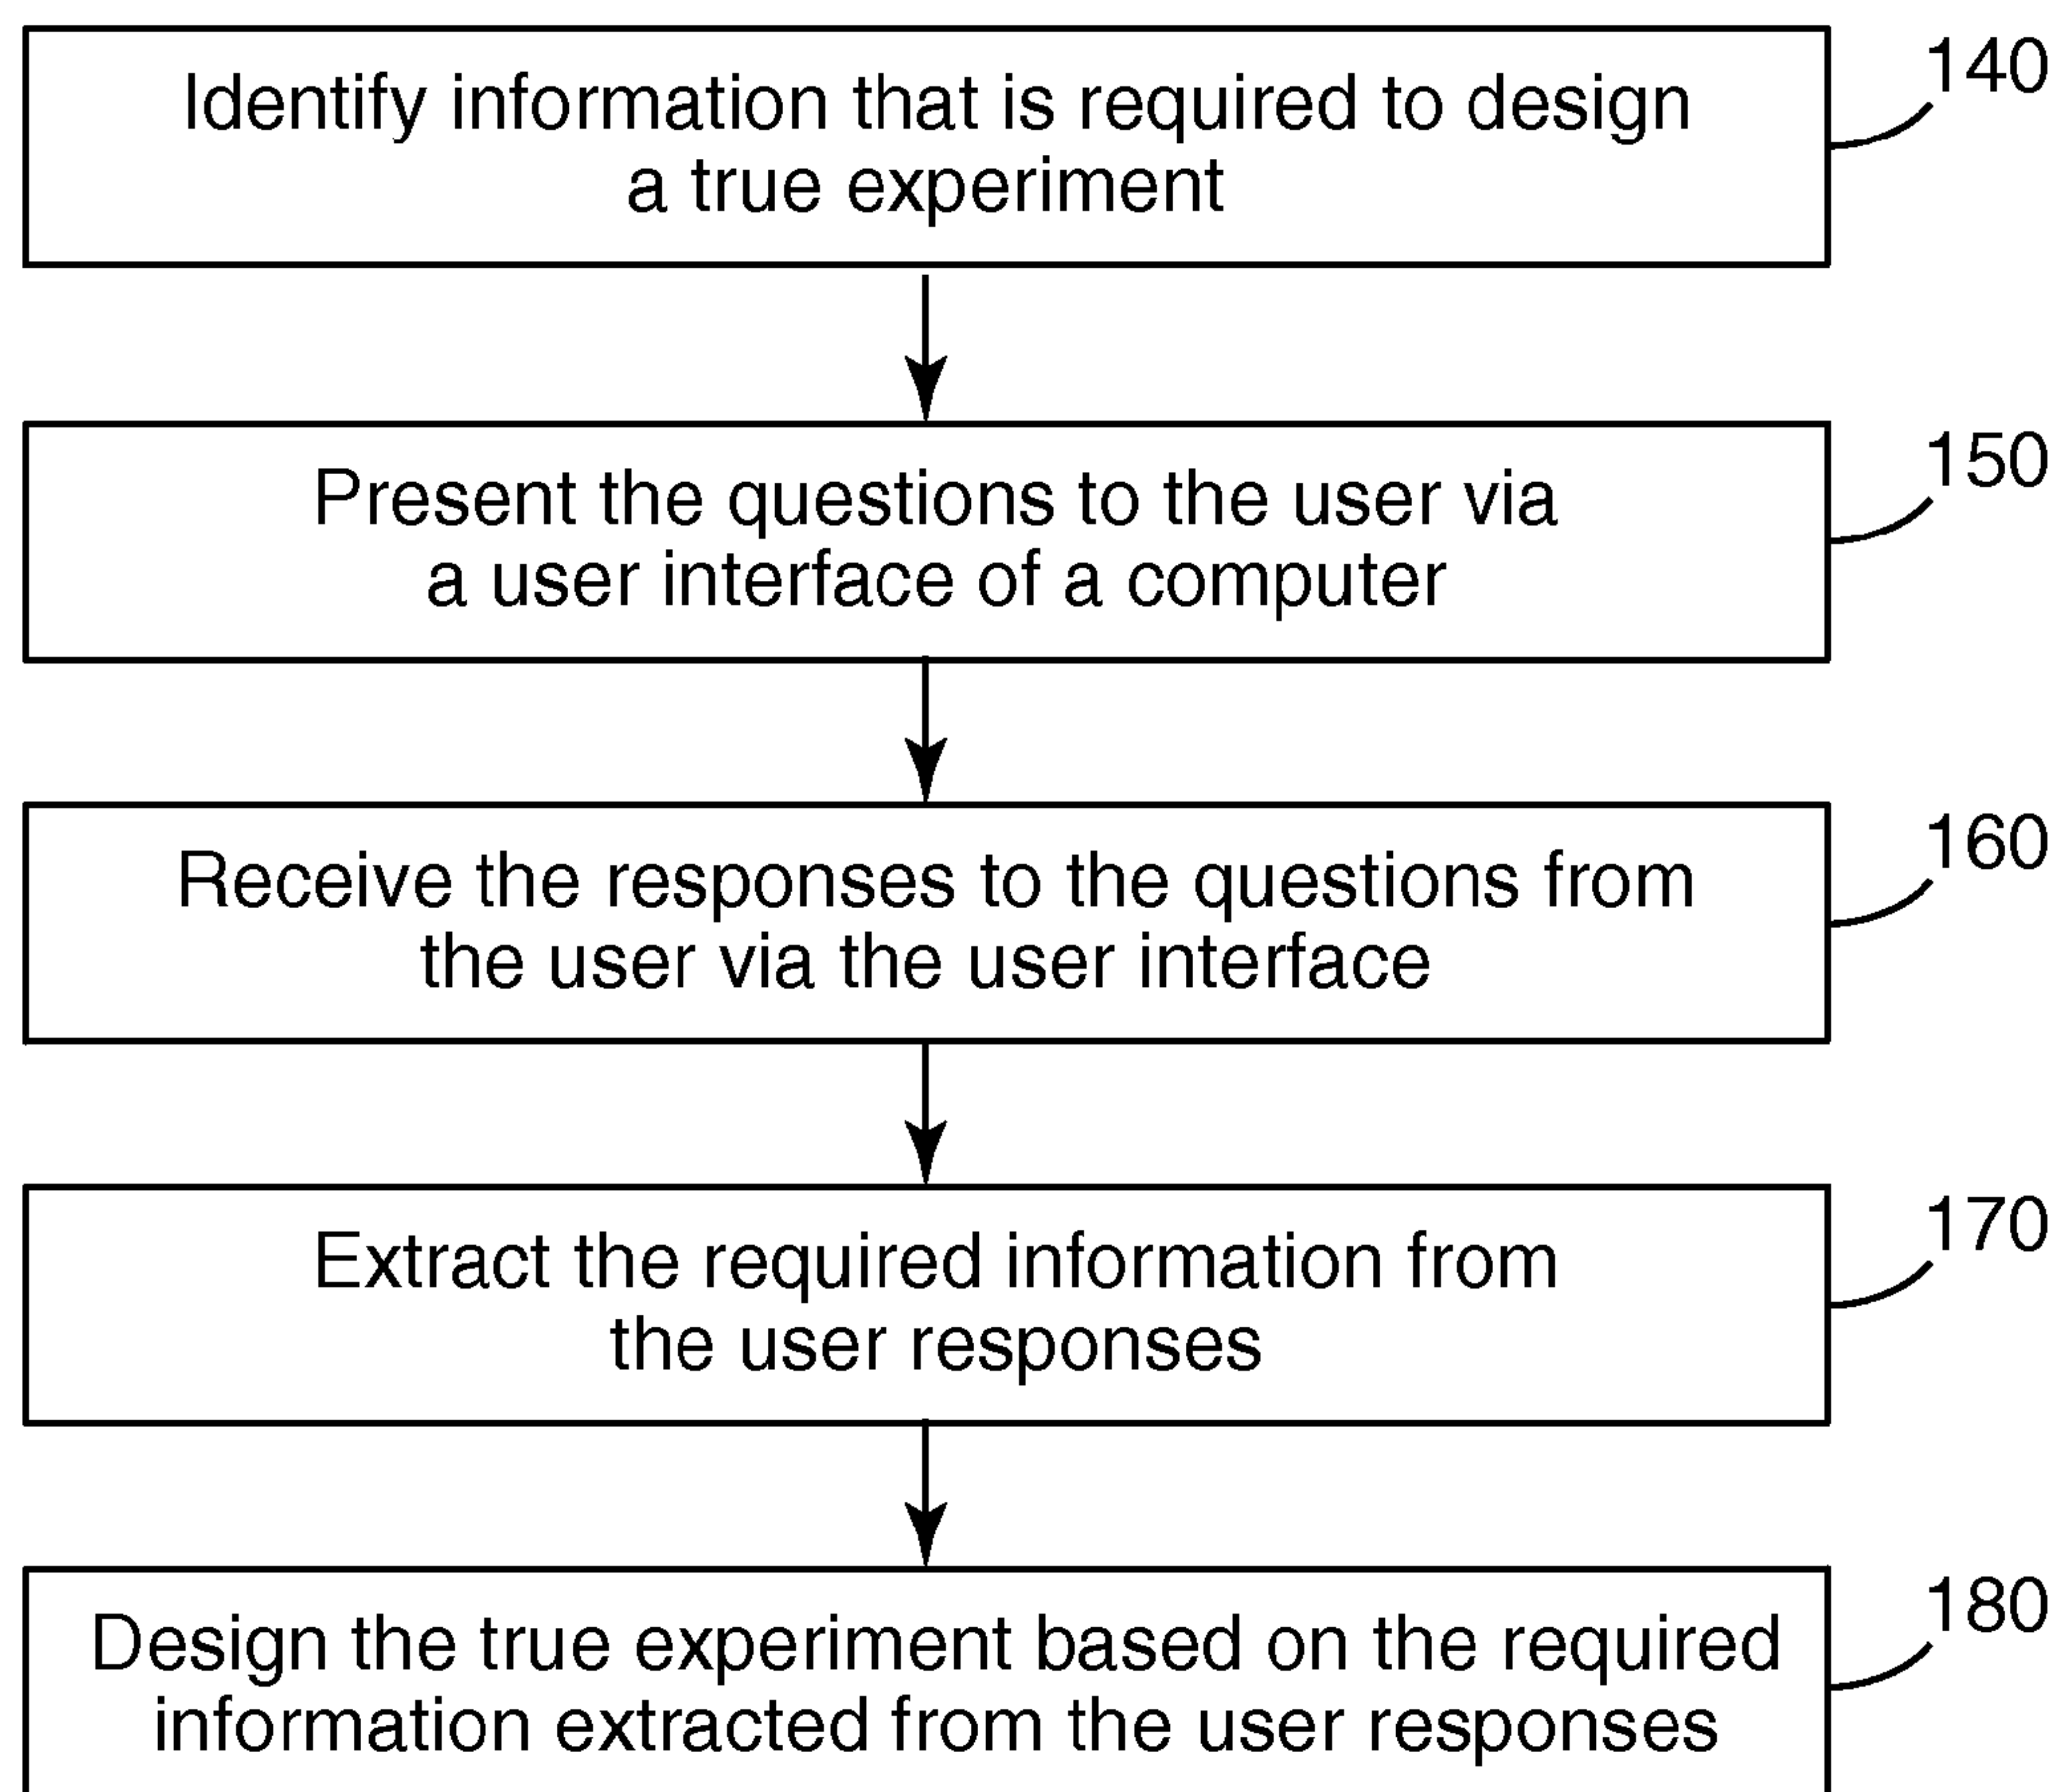 Identify information that is required to design
a true experiment
140
Present the questions to the user via
a user interface of a computer
150
Receive the responses to the questions from
the user via the user interface
160
Extract the required information from
the user responses
170
Design the true experiment based on the required
information extracted from the user responses
180